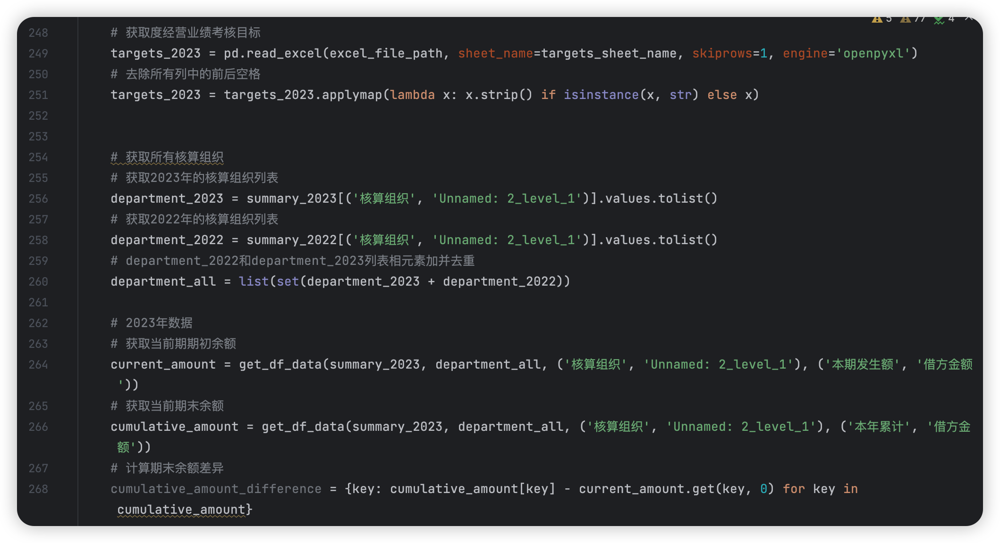 5 77 4
248 # 获取度经营业绩考核目标
249 targets_2023 = pd.read_excel(excel_file_path, sheet_name=targets_sheet_name, skiprows=1, engine='openpyxl')
250 # 去除所有列中的前后空格
251 targets_2023 = targets_2023.applymap(lambda x: x.strip() if isinstance(x, str) else x)
252
253
254 # 获取所有核算组织
255 # 获取2023年的核算组织列表
256 department_2023 = summary_2023[('核算组织', 'Unnamed: 2_level_1')].values.tolist()
257 # 获取2022年的核算组织列表
258 department_2022 = summary_2022[('核算组织', 'Unnamed: 2_level_1')].values.tolist()
259 # department_2022和department_2023列表相元素加并去重
260 department_all = list(set(department_2023 + department_2022))
261
262 # 2023年数据
263 # 获取当前期期初余额
264 current_amount = get_df_data(summary_2023, department_all, ('核算组织', 'Unnamed: 2_level_1'), ('本期发生额', '借方金额
'))
265 # 获取当前期末余额
266 cumulative_amount = get_df_data(summary_2023, department_all, ('核算组织', 'Unnamed: 2_level_1'), ('本年累计', '借方金
额'))
267 # 计算期末余额差异
268 cumulative_amount_difference = {key: cumulative_amount[key] - current_amount.get(key, 0) for key in
cumulative_amount}